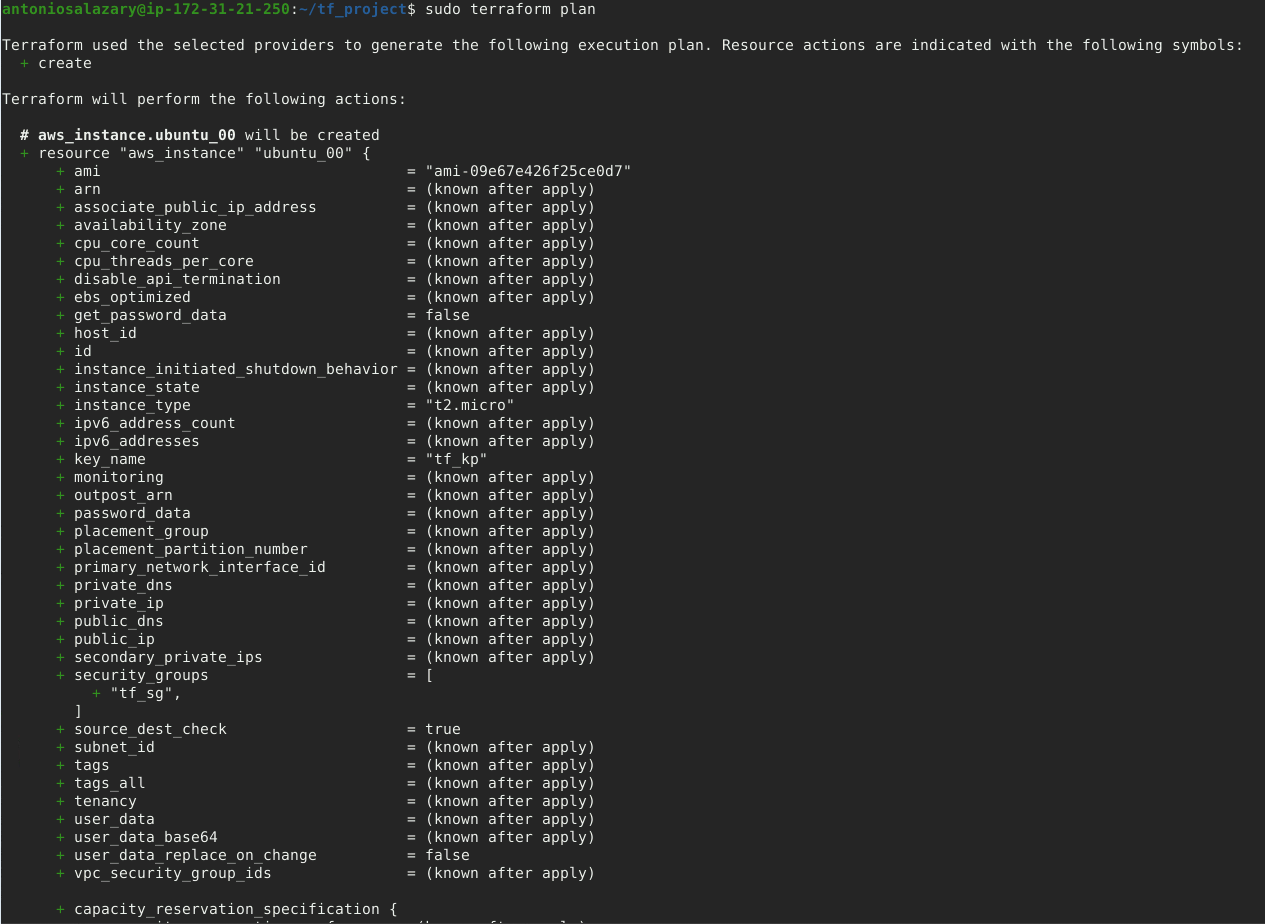 antoniosalazary@ip-172-31-21-250:~/tf_project$ sudo terraform plan
Terraform used the selected providers to generate the following execution plan. Resource actions are indicated with the following symbols:
+ create
Terraform will perform the following actions:
# aws_instance.ubuntu_00 will be created
+ resource "aws_instance" "ubuntu_00" {
+ ami = "ami-09e67e426f25ce0d7"
+ arn = (known after apply)
+ associate_public_ip_address = (known after apply)
+ availability_zone = (known after apply)
+ cpu_core_count = (known after apply)
+ cpu_threads_per_core = (known after apply)
+ disable_api_termination = (known after apply)
+ ebs_optimized = (known after apply)
+ get_password_data = false
+ host_id = (known after apply)
+ id = (known after apply)
+ instance_initiated_shutdown_behavior = (known after apply)
+ instance_state = (known after apply)
+ instance_type = "t2.micro"
+ ipv6_address_count = (known after apply)
+ ipv6_addresses = (known after apply)
+ key_name = "tf_kp"
+ monitoring = (known after apply)
+ outpost_arn = (known after apply)
+ password_data = (known after apply)
+ placement_group = (known after apply)
+ placement_partition_number = (known after apply)
+ primary_network_interface_id = (known after apply)
+ private_dns = (known after apply)
+ private_ip = (known after apply)
+ public_dns = (known after apply)
+ public_ip = (known after apply)
+ secondary_private_ips = (known after apply)
+ security_groups = [
+ "tf_sg",
]
+ source_dest_check = true
+ subnet_id = (known after apply)
+ tags = (known after apply)
+ tags_all = (known after apply)
+ tenancy = (known after apply)
+ user_data = (known after apply)
+ user_data_base64 = (known after apply)
+ user_data_replace_on_change = false
+ vpc_security_group_ids = (known after apply)
+ capacity_reservation_specification {